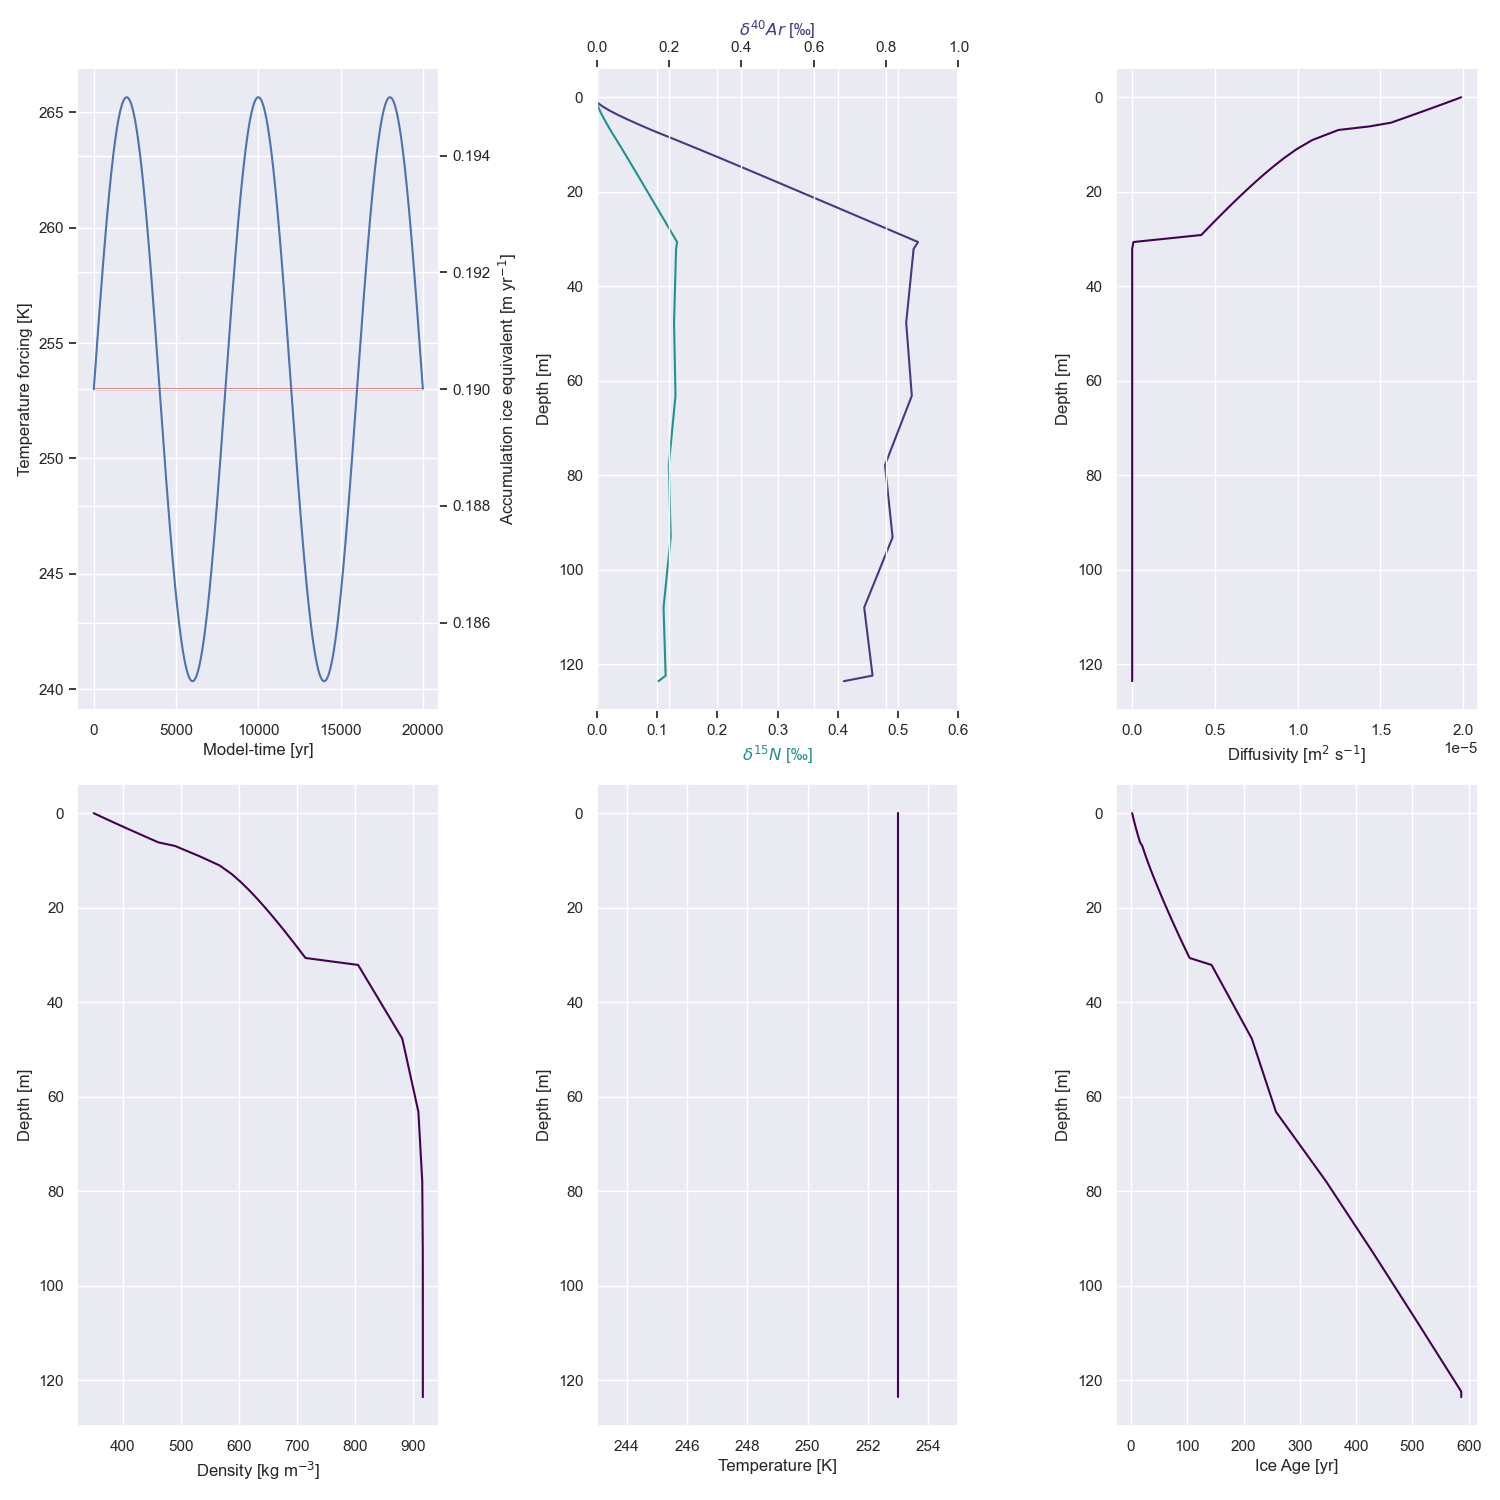 δ⁴⁰Ar [‰]
0.0 0.2 0.4 0.6 0.8 1.0
Temperature forcing [K]
265
260
255
250
245
240
0 5000 10000 15000 20000
Model-time [yr]
0.194
0.192
0.190
0.188
0.186
Accumulation ice equivalent [m yr⁻¹]
Depth [m]
0
20
40
60
80
100
120
0.0 0.1 0.2 0.3 0.4 0.5 0.6
δ¹⁵N [‰]
Depth [m]
0
20
40
60
80
100
120
0.0 0.5 1.0 1.5 2.0
1e−5
Diffusivity [m² s⁻¹]
Depth [m]
0
20
40
60
80
100
120
400 500 600 700 800 900
Density [kg m⁻³]
Depth [m]
0
20
40
60
80
100
120
244 246 248 250 252 254
Temperature [K]
Depth [m]
0
20
40
60
80
100
120
0 100 200 300 400 500 600
Ice Age [yr]